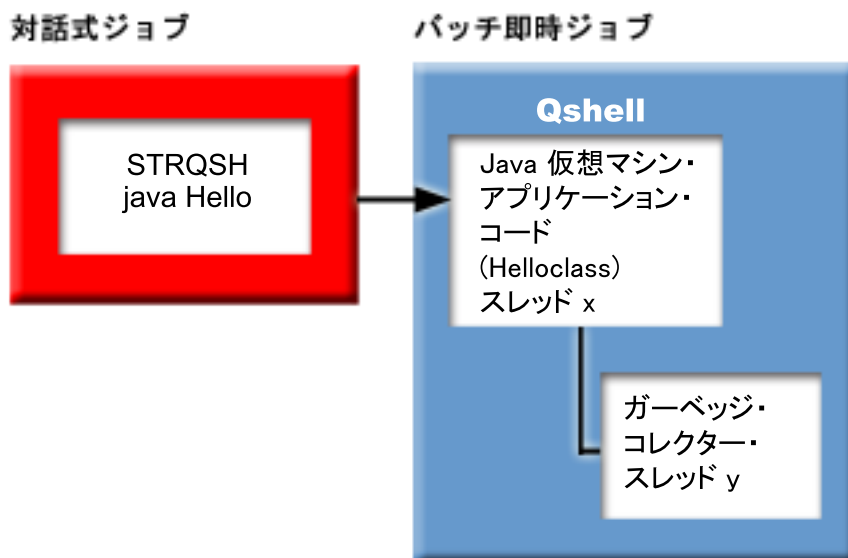 対話式ジョブ
バッチ即時ジョブ
STRQSH
java Hello
Qshell
Java 仮想マシン・
アプリケーション・
コード
(Helloclass)
スレッド x
ガーベッジ・
コレクター・
スレッド y